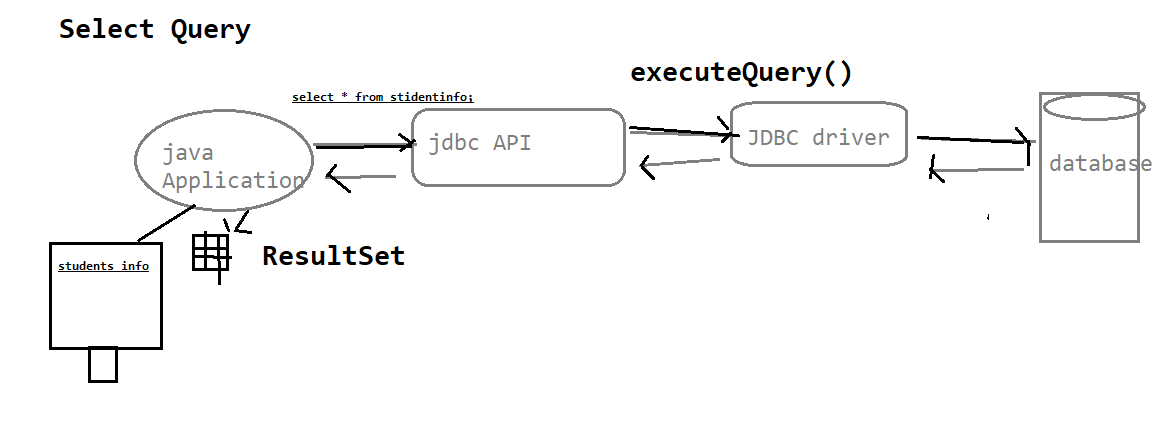 Select Query
executeQuery()
select * from stidentinfo;
jdbc API
JDBC driver
java
Application
database
ResultSet
students info